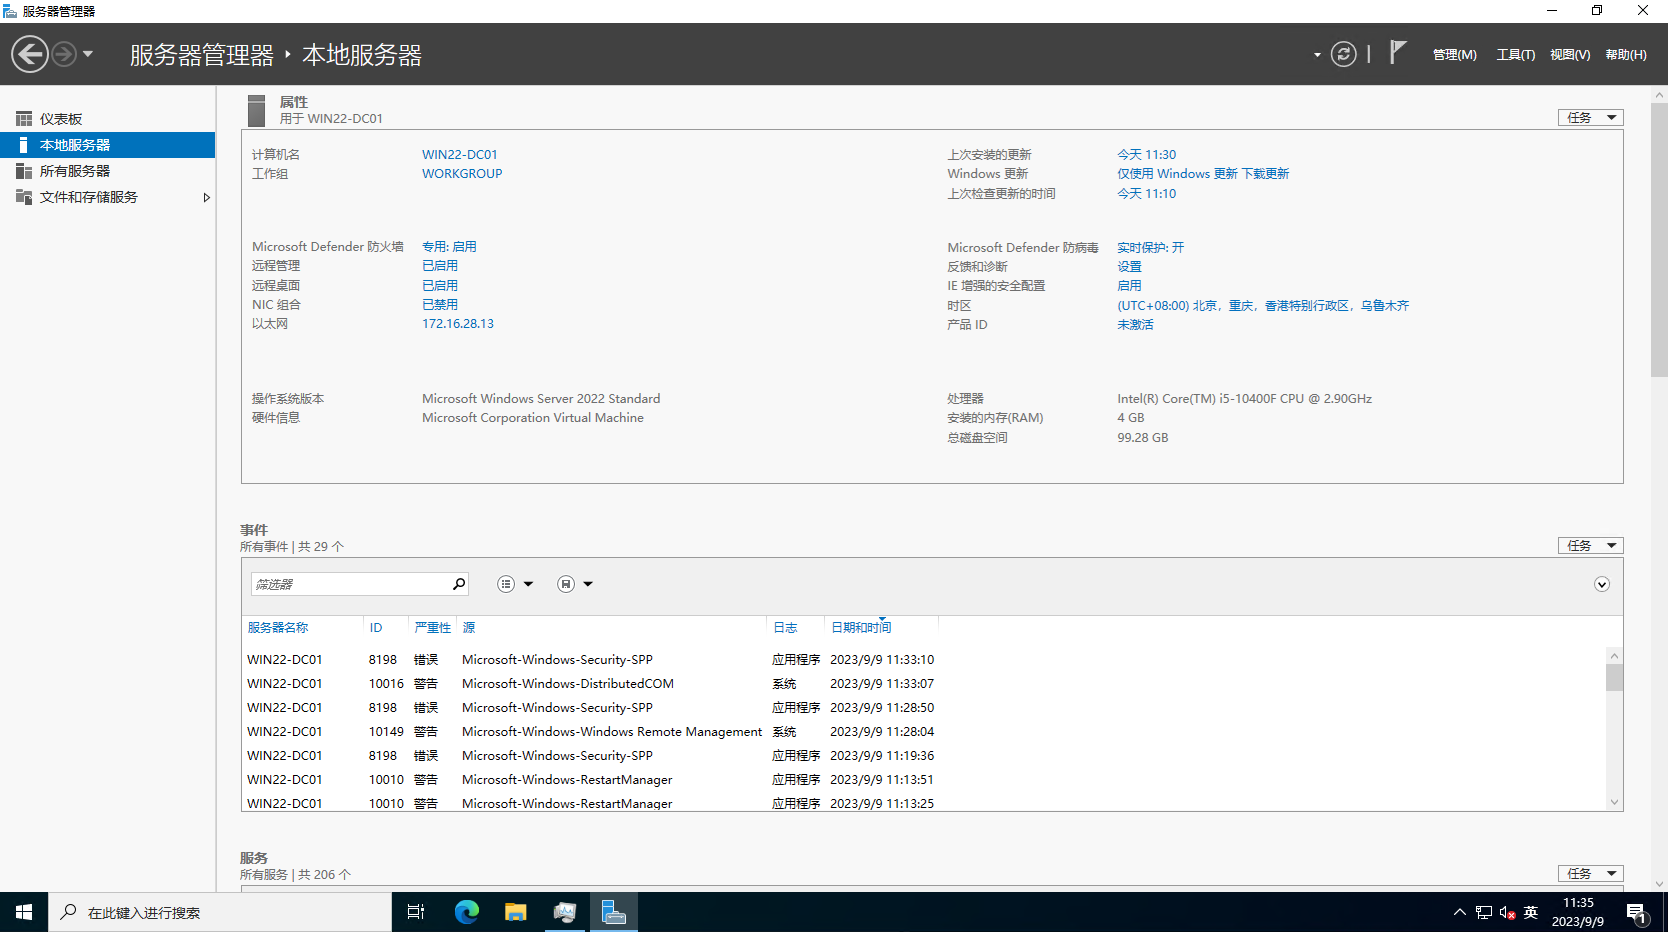 服务器管理器
服务器管理器 ‣ 本地服务器
管理(M) 工具(T) 视图(V) 帮助(H)
仪表板
本地服务器
所有服务器
文件和存储服务
属性
用于 WIN22-DC01
任务
计算机名 WIN22-DC01
工作组 WORKGROUP
上次安装的更新 今天 11:30
Windows 更新 仅使用 Windows 更新 下载更新
上次检查更新的时间 今天 11:10
Microsoft Defender 防火墙 专用: 启用
远程管理 已启用
远程桌面 已启用
NIC 组合 已禁用
以太网 172.16.28.13
Microsoft Defender 防病毒 实时保护: 开
反馈和诊断 设置
IE 增强的安全配置 启用
时区 (UTC+08:00) 北京，重庆，香港特别行政区，乌鲁木齐
产品 ID 未激活
操作系统版本 Microsoft Windows Server 2022 Standard
硬件信息 Microsoft Corporation Virtual Machine
处理器 Intel(R) Core(TM) i5-10400F CPU @ 2.90GHz
安装的内存(RAM) 4 GB
总磁盘空间 99.28 GB
事件
所有事件 | 共 29 个
任务
筛选器
服务器名称 ID 严重性 源 日志 日期和时间
WIN22-DC01 8198 错误 Microsoft-Windows-Security-SPP 应用程序 2023/9/9 11:33:10
WIN22-DC01 10016 警告 Microsoft-Windows-DistributedCOM 系统 2023/9/9 11:33:07
WIN22-DC01 8198 错误 Microsoft-Windows-Security-SPP 应用程序 2023/9/9 11:28:50
WIN22-DC01 10149 警告 Microsoft-Windows-Windows Remote Management 系统 2023/9/9 11:28:04
WIN22-DC01 8198 错误 Microsoft-Windows-Security-SPP 应用程序 2023/9/9 11:19:36
WIN22-DC01 10010 警告 Microsoft-Windows-RestartManager 应用程序 2023/9/9 11:13:51
WIN22-DC01 10010 警告 Microsoft-Windows-RestartManager 应用程序 2023/9/9 11:13:25
服务
所有服务 | 共 206 个
任务
在此键入进行搜索
英
11:35
2023/9/9
1